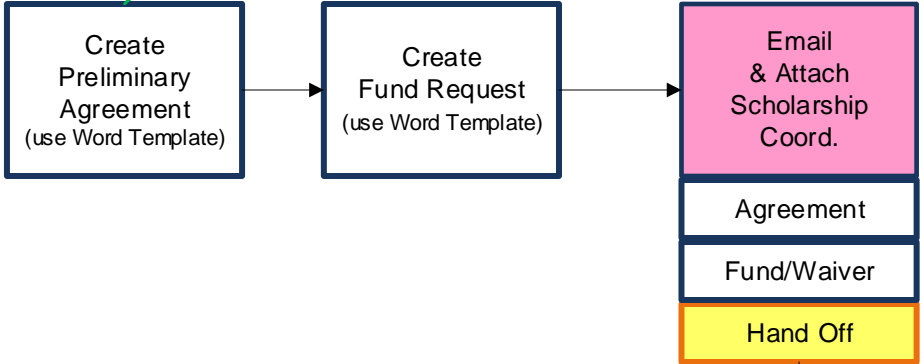 Create
Preliminary
Agreement
(use Word Template)
Create
Fund Request
(use Word Template)
Email
& Attach
Scholarship
Coord.
Agreement
Fund/Waiver
Hand Off